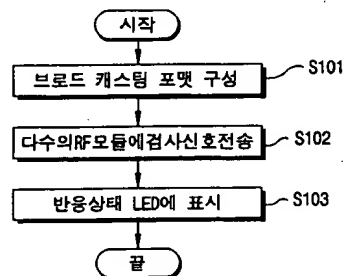 시작
브로드 캐스팅 포맷 구성
S101
다수의RF모듈에검사신호전송
S102
반응상태 LED에 표시
S103
끝